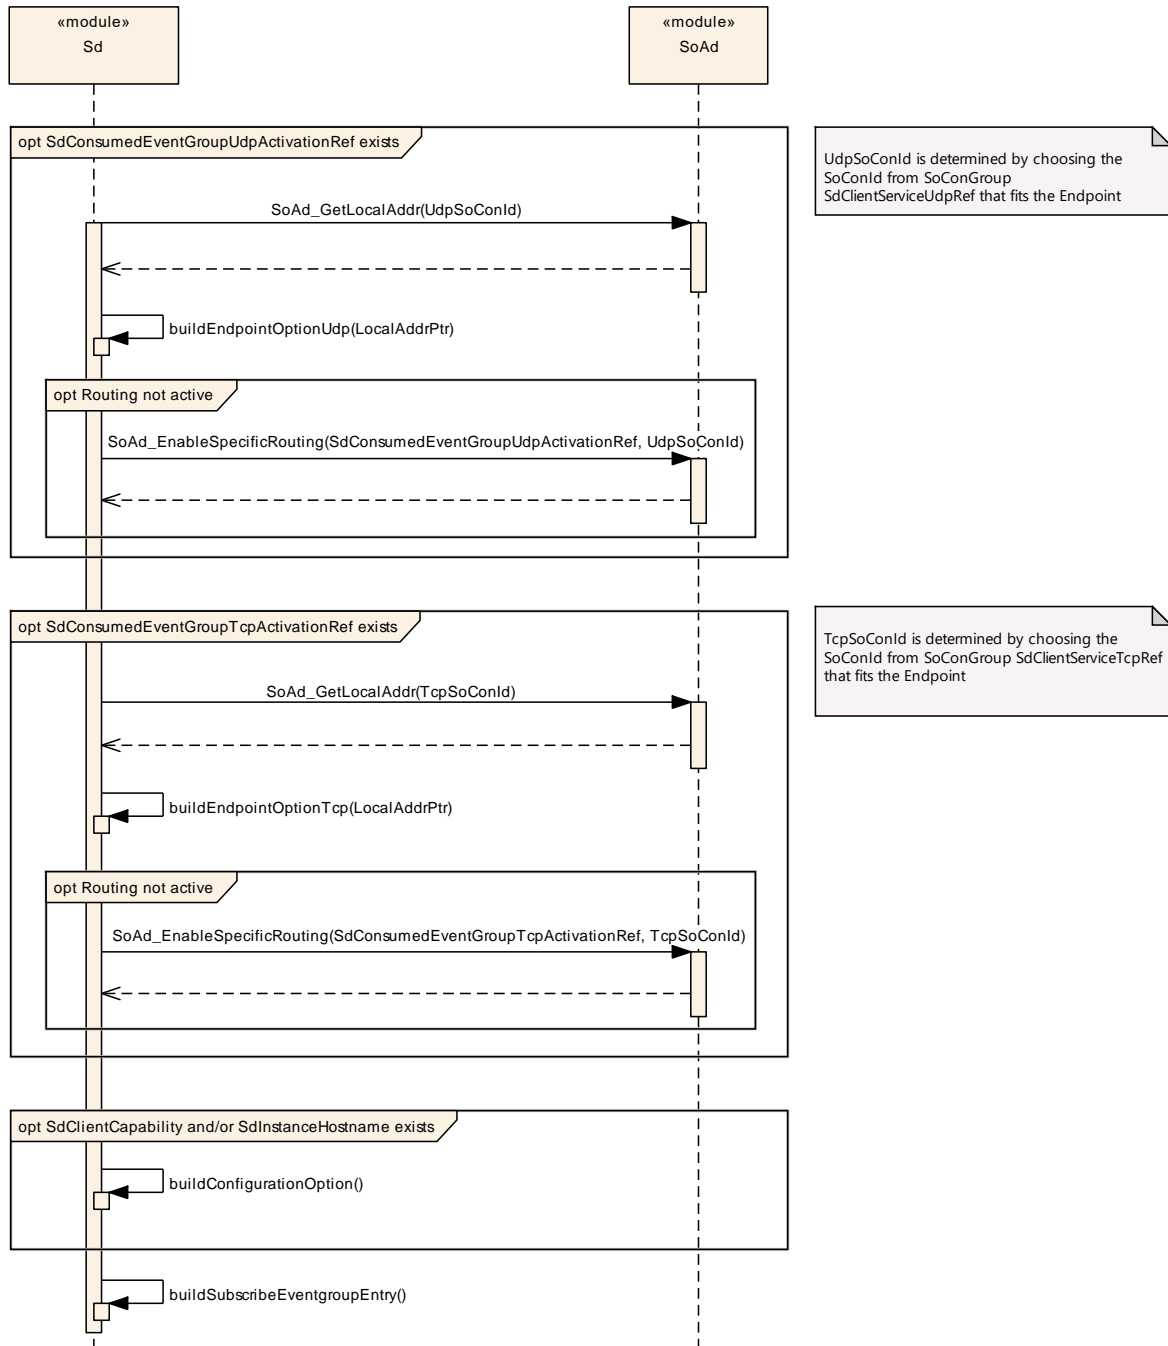 «module»
Sd
«module»
SoAd
opt SdConsumedEventGroupUdpActivationRef exists
UdpSoConId is determined by choosing the
SoConId from SoConGroup
SdClientServiceUdpRef that fits the Endpoint
SoAd_GetLocalAddr(UdpSoConId)
buildEndpointOptionUdp(LocalAddrPtr)
opt Routing not active
SoAd_EnableSpecificRouting(SdConsumedEventGroupUdpActivationRef, UdpSoConId)
opt SdConsumedEventGroupTcpActivationRef exists
TcpSoConId is determined by choosing the
SoConId from SoConGroup SdClientServiceTcpRef
that fits the Endpoint
SoAd_GetLocalAddr(TcpSoConId)
buildEndpointOptionTcp(LocalAddrPtr)
opt Routing not active
SoAd_EnableSpecificRouting(SdConsumedEventGroupTcpActivationRef, TcpSoConId)
opt SdClientCapability and/or SdInstanceHostname exists
buildConfigurationOption()
buildSubscribeEventgroupEntry()